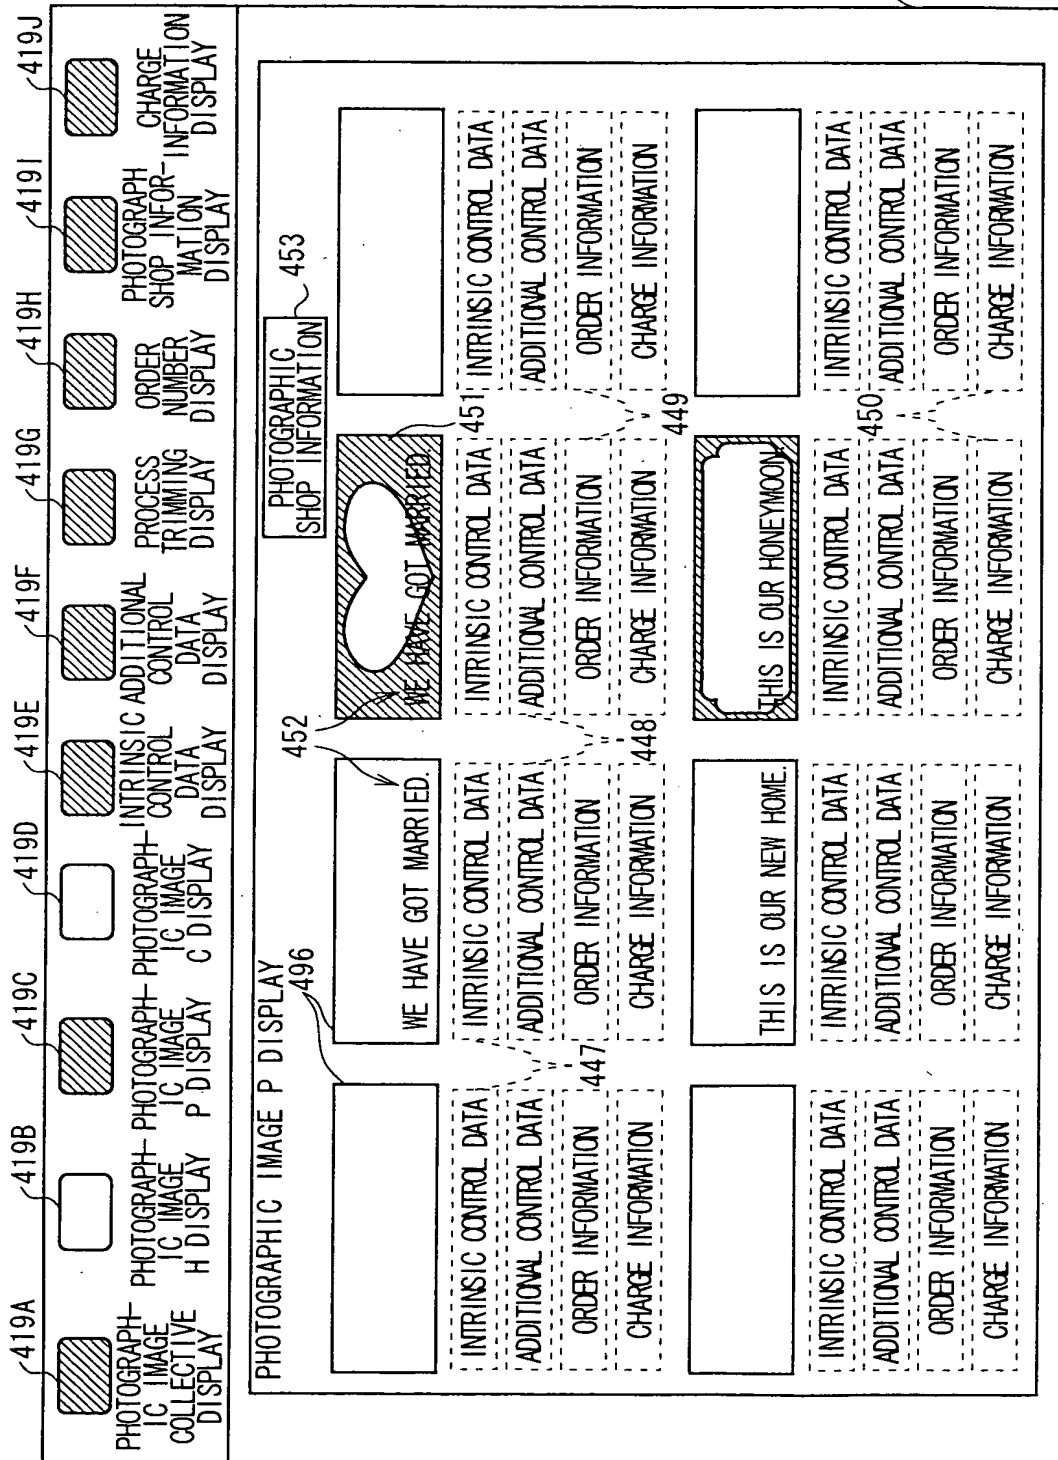 419A
419B
419C
419D
419E
419F
419G
419H
419I
419J
PHOTOGRAPH-
IC IMAGE
COLLECTIVE
DISPLAY
PHOTOGRAPH-
IC IMAGE
H DISPLAY
PHOTOGRAPH-
IC IMAGE
P DISPLAY
PHOTOGRAPH-
IC IMAGE
C DISPLAY
INTRINSIC
CONTROL
DATA
DISPLAY
ADDITIONAL
CONTROL
DATA
DISPLAY
PROCESS
TRIMMING
DISPLAY
ORDER
NUMBER
DISPLAY
PHOTOGRAPH
SHOP INFOR-
MATION
DISPLAY
CHARGE
INFORMATION
DISPLAY
PHOTOGRAPHIC IMAGE P DISPLAY
496
452
PHOTOGRAPHIC
SHOP INFORMATION
453
451
WE HAVE GOT MARRIED.
WE HAVE GOT MARRIED.
INTRINSIC CONTROL DATA
ADDITIONAL CONTROL DATA
ORDER INFORMATION
CHARGE INFORMATION
INTRINSIC CONTROL DATA
ADDITIONAL CONTROL DATA
ORDER INFORMATION
CHARGE INFORMATION
INTRINSIC CONTROL DATA
ADDITIONAL CONTROL DATA
ORDER INFORMATION
CHARGE INFORMATION
INTRINSIC CONTROL DATA
ADDITIONAL CONTROL DATA
ORDER INFORMATION
CHARGE INFORMATION
447
448
449
THIS IS OUR NEW HOME.
THIS IS OUR HONEYMOON.
INTRINSIC CONTROL DATA
ADDITIONAL CONTROL DATA
ORDER INFORMATION
CHARGE INFORMATION
INTRINSIC CONTROL DATA
ADDITIONAL CONTROL DATA
ORDER INFORMATION
CHARGE INFORMATION
INTRINSIC CONTROL DATA
ADDITIONAL CONTROL DATA
ORDER INFORMATION
CHARGE INFORMATION
450
INTRINSIC CONTROL DATA
ADDITIONAL CONTROL DATA
ORDER INFORMATION
CHARGE INFORMATION